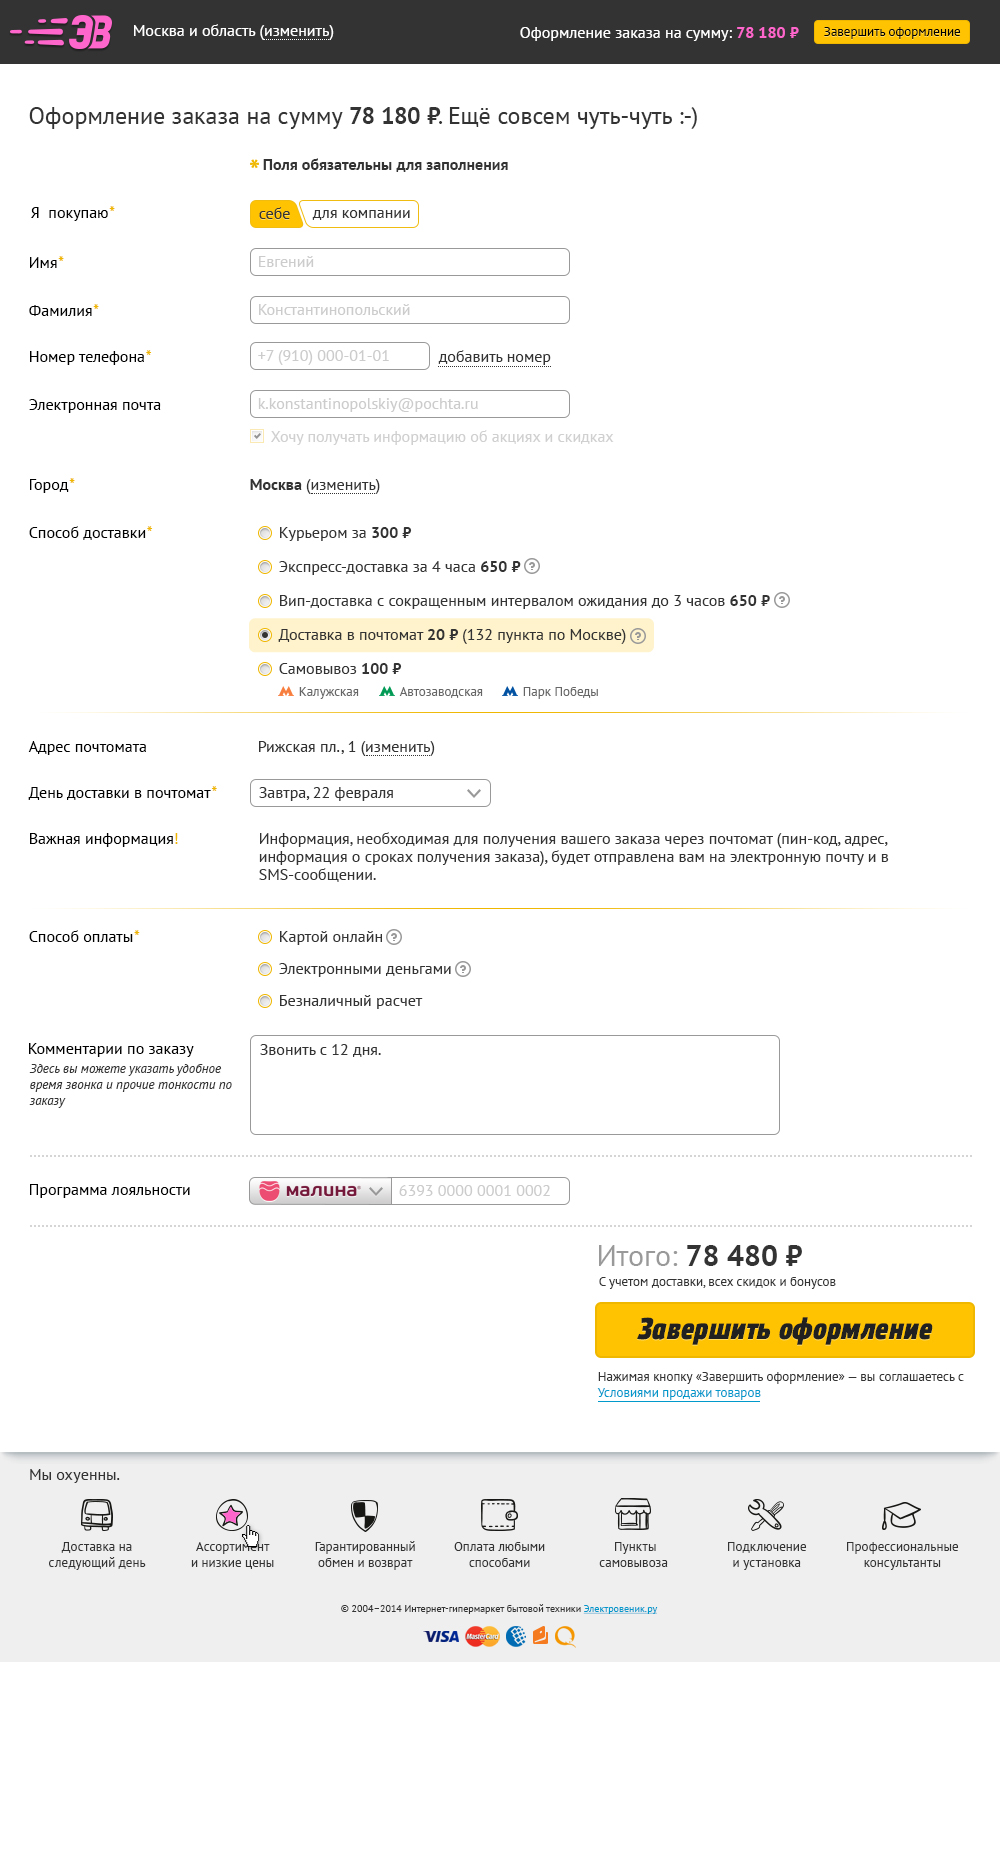 ЭВ
Москва и область (изменить)
Оформление заказа на сумму: 78 180 ₽
Завершить оформление
Оформление заказа на сумму 78 180 ₽. Ещё совсем чуть-чуть :-)
* Поля обязательны для заполнения
Я покупаю*
себе
для компании
Имя*
Евгений
Фамилия*
Константинопольский
Номер телефона*
+7 (910) 000-01-01
добавить номер
Электронная почта
k.konstantinopolskiy@pochta.ru
Хочу получать информацию об акциях и скидках
Город*
Москва (изменить)
Способ доставки*
Курьером за 300 ₽
Экспресс-доставка за 4 часа 650 ₽ ?
Вип-доставка с сокращенным интервалом ожидания до 3 часов 650 ₽ ?
Доставка в почтомат 20 ₽ (132 пункта по Москве) ?
Самовывоз 100 ₽
Калужская
Автозаводская
Парк Победы
Адрес почтомата
Рижская пл., 1 (изменить)
День доставки в почтомат*
Завтра, 22 февраля
Важная информация!
Информация, необходимая для получения вашего заказа через почтомат (пин-код, адрес,
информация о сроках получения заказа), будет отправлена вам на электронную почту и в
SMS-сообщении.
Способ оплаты*
Картой онлайн ?
Электронными деньгами ?
Безналичный расчет
Комментарии по заказу
Здесь вы можете указать удобное
время звонка и прочие тонкости по
заказу
Звонить с 12 дня.
Программа лояльности
малина®
6393 0000 0001 0002
Итого: 78 480 ₽
С учетом доставки, всех скидок и бонусов
Завершить оформление
Нажимая кнопку «Завершить оформление» — вы соглашаетесь с
Условиями продажи товаров
Мы охуенны.
Доставка на
следующий день
Ассортимент
и низкие цены
Гарантированный
обмен и возврат
Оплата любыми
способами
Пункты
самовывоза
Подключение
и установка
Профессиональные
консультанты
© 2004–2014 Интернет-гипермаркет бытовой техники Электровеник.ру
VISA
MasterCard